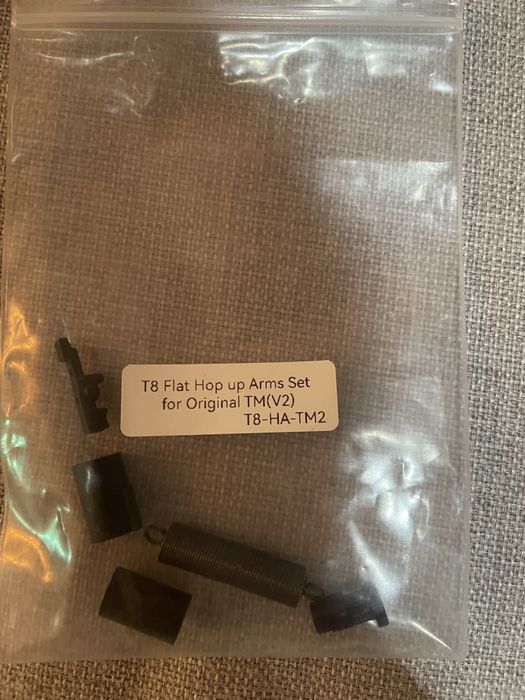 T8 Flat Hop up Arms Set
for Original TM(V2)
T8-HA-TM2